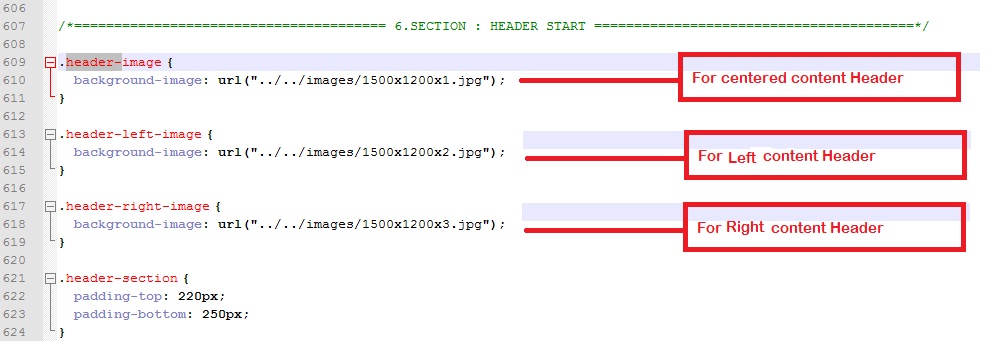 606
607 /*======================================= 6.SECTION : HEADER START ========================================*/
608
609 .header-image {
610 background-image: url("../../images/1500x1200x1.jpg"); For centered content Header
611 }
612
613 .header-left-image {
614 background-image: url("../../images/1500x1200x2.jpg"); For Left content Header
615 }
616
617 .header-right-image {
618 background-image: url("../../images/1500x1200x3.jpg"); For Right content Header
619 }
620
621 .header-section {
622 padding-top: 220px;
623 padding-bottom: 250px;
624 }